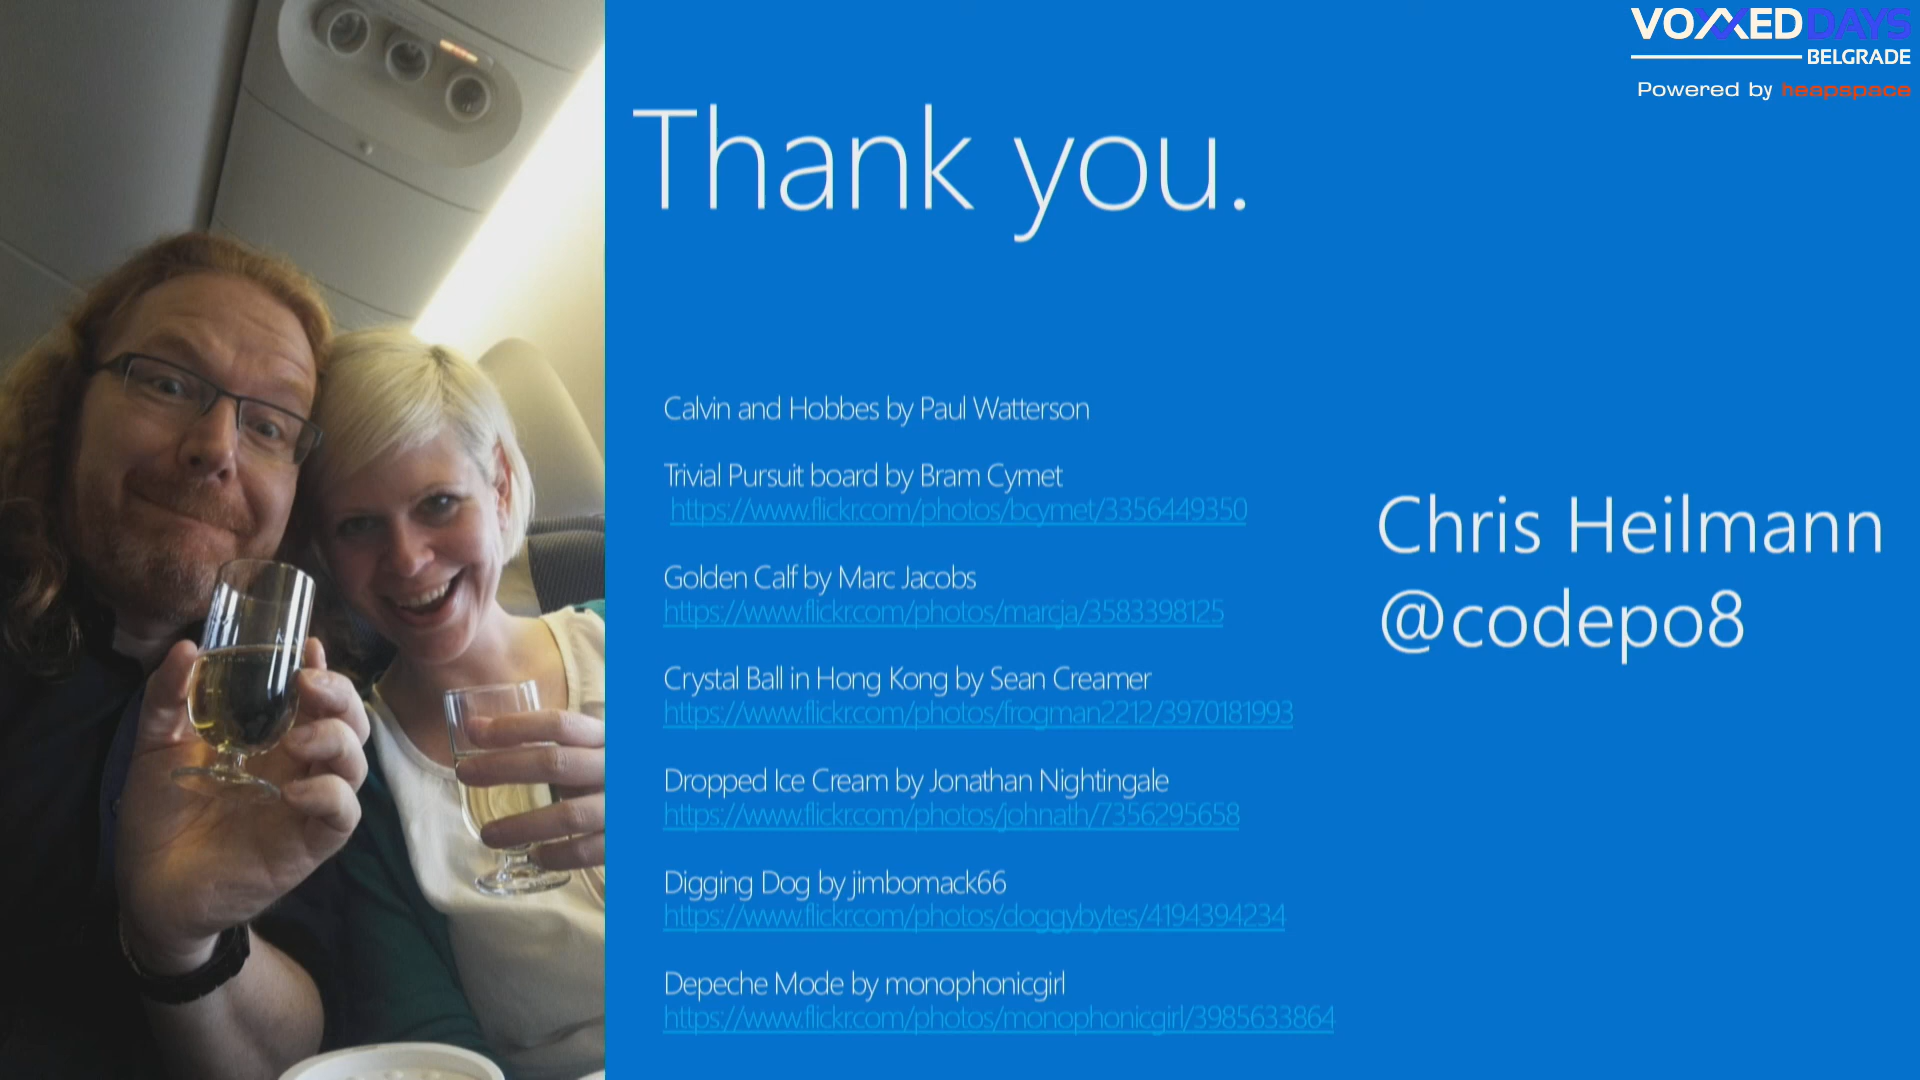 VOXXED DAYS
BELGRADE
Powered by heapspace
Thank you.
Calvin and Hobbes by Paul Watterson
Trivial Pursuit board by Bram Cymet
https://www.flickr.com/photos/bcymet/3356449350
Golden Calf by Marc Jacobs
https://www.flickr.com/photos/marcja/3583398125
Crystal Ball in Hong Kong by Sean Creamer
https://www.flickr.com/photos/frogman2212/3970181993
Dropped Ice Cream by Jonathan Nightingale
https://www.flickr.com/photos/johnath/7356295658
Digging Dog by jimbomack66
https://www.flickr.com/photos/doggybytes/4194394234
Depeche Mode by monophonicgirl
https://www.flickr.com/photos/monophonicgirl/3985633864
Chris Heilmann
@codepo8